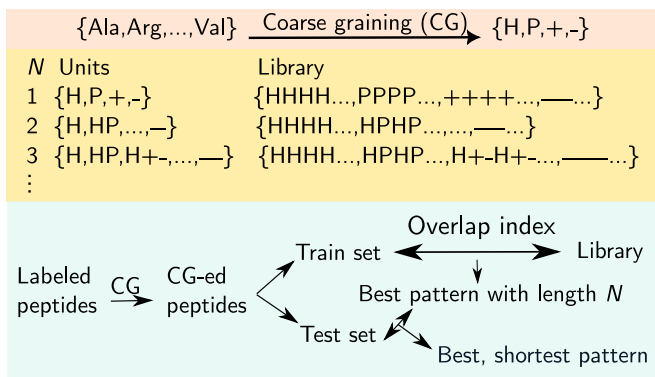 {Ala,Arg,...,Val} Coarse graining (CG) {H,P,+,-}
N Units Library
1 {H,P,+,-} {HHHH...,PPPP...,++++...,----...}
2 {H,HP,...,--} {HHHH...,HPHP...,...,----...}
3 {H,HP,H+-,...,---} {HHHH...,HPHP...,H+-H+-...,------...}
⋮
Overlap index
Train set Library
Labeled peptides CG CG-ed peptides
Best pattern with length N
Test set
Best, shortest pattern